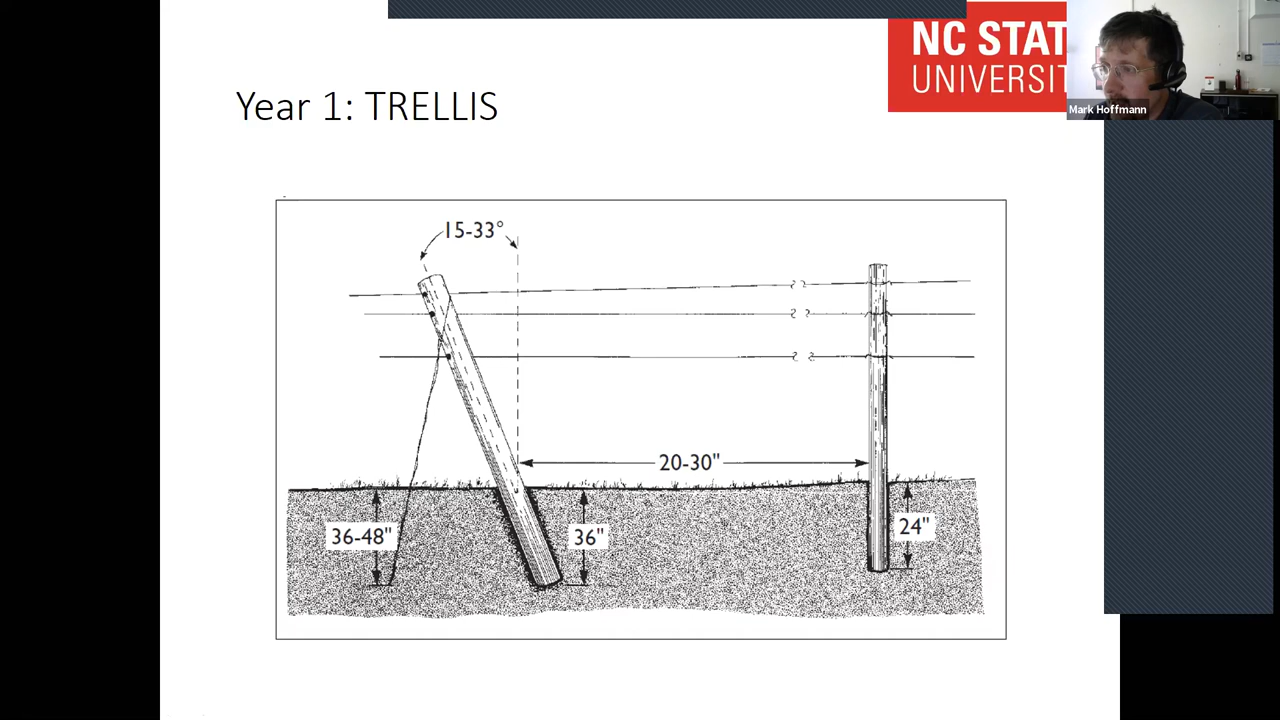 NC STAT
UNIVERSIT
Mark Hoffmann
Year 1: TRELLIS
15-33°
20-30"
36-48"
36"
24"